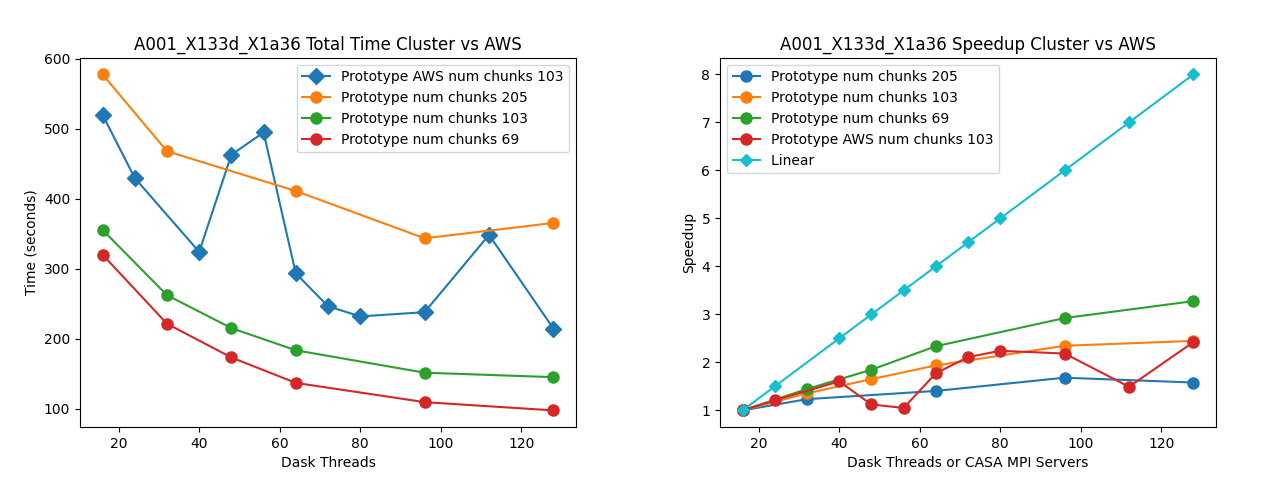 A001_X133d_X1a36 Total Time Cluster vs AWS
Time (seconds)
600
500
400
300
200
100
Prototype AWS num chunks 103
Prototype num chunks 205
Prototype num chunks 103
Prototype num chunks 69
20 40 60 80 100 120
Dask Threads
A001_X133d_X1a36 Speedup Cluster vs AWS
Speedup
8
7
6
5
4
3
2
1
Prototype num chunks 205
Prototype num chunks 103
Prototype num chunks 69
Prototype AWS num chunks 103
Linear
20 40 60 80 100 120
Dask Threads or CASA MPI Servers